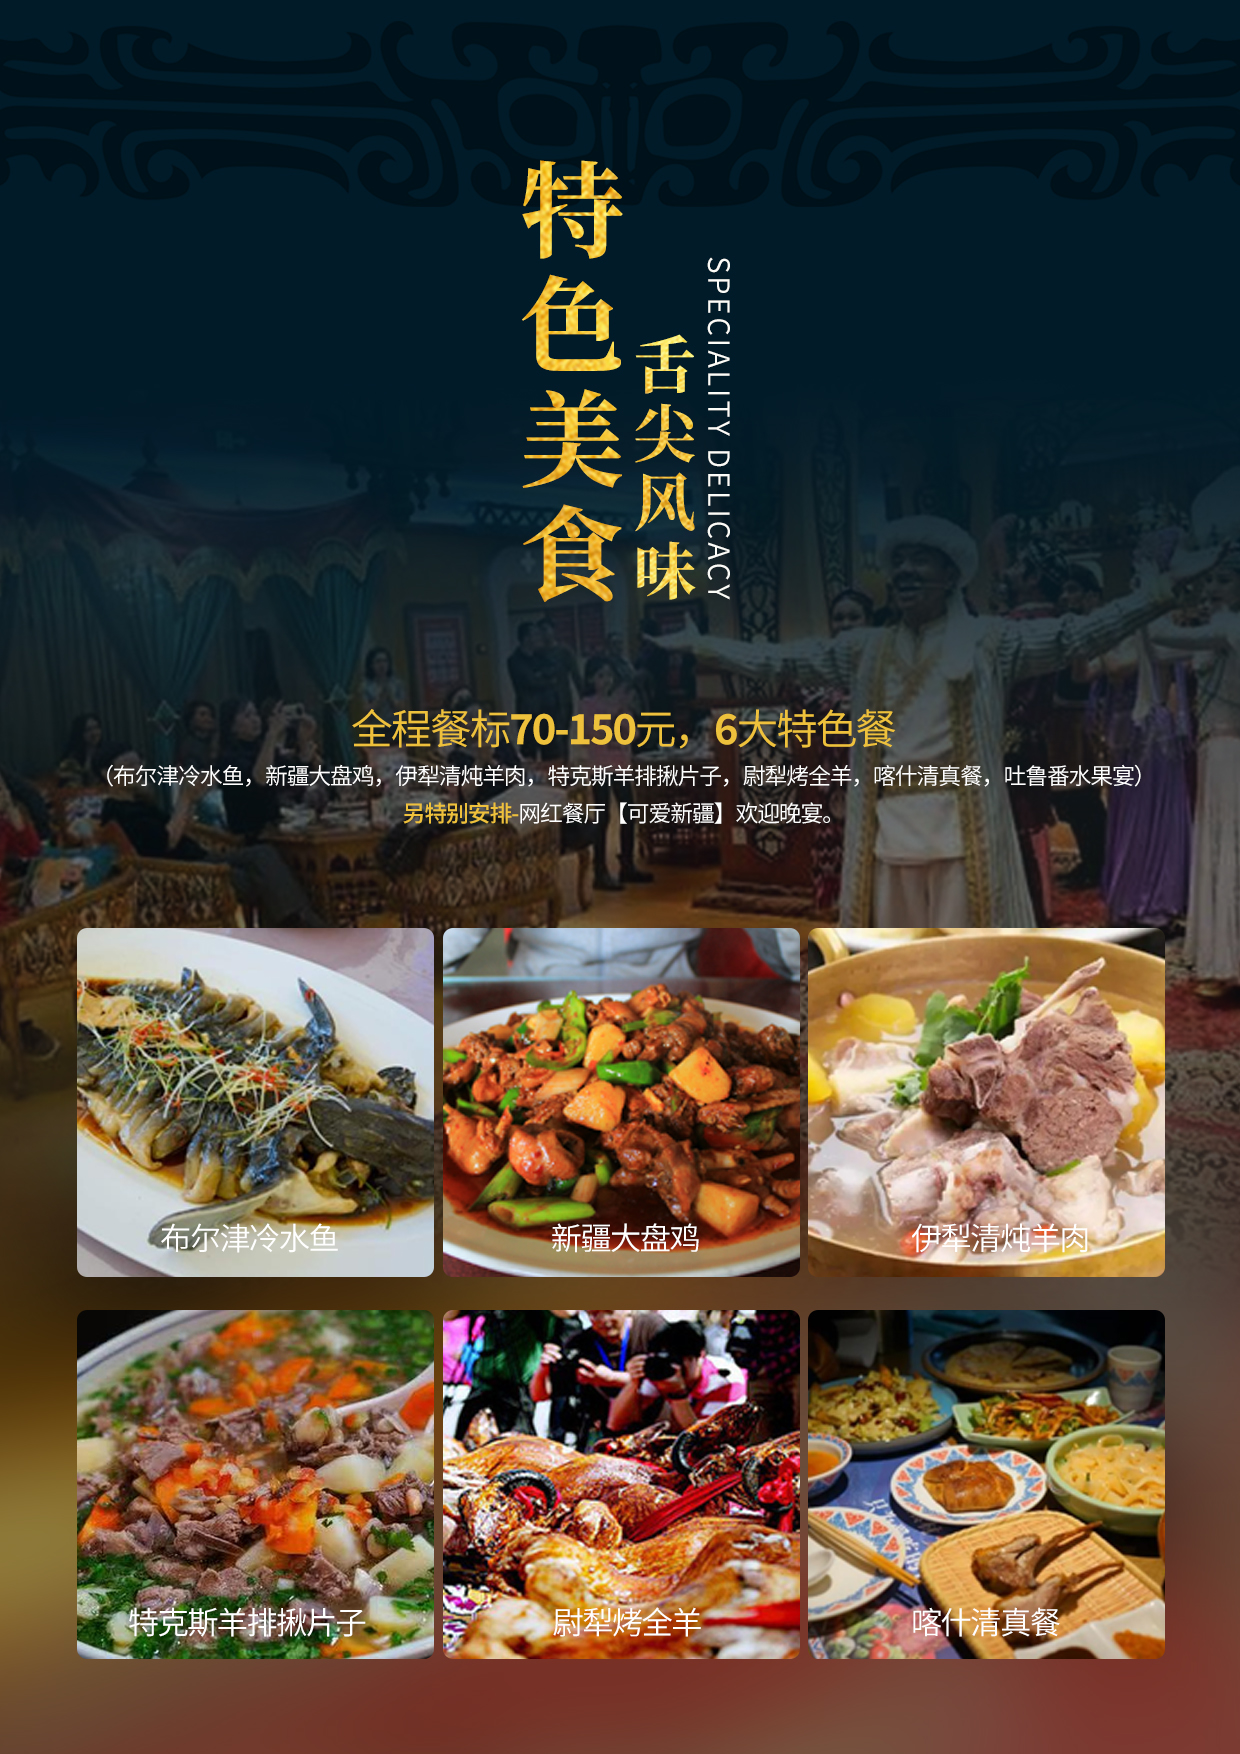 特色美食
舌尖风味
SPECIALITY DELICACY
全程餐标70-150元，6大特色餐
（布尔津冷水鱼，新疆大盘鸡，伊犁清炖羊肉，特克斯羊排揪片子，尉犁烤全羊，喀什清真餐，吐鲁番水果宴）
另特别安排-网红餐厅【可爱新疆】欢迎晚宴。
布尔津冷水鱼
新疆大盘鸡
伊犁清炖羊肉
特克斯羊排揪片子
尉犁烤全羊
喀什清真餐